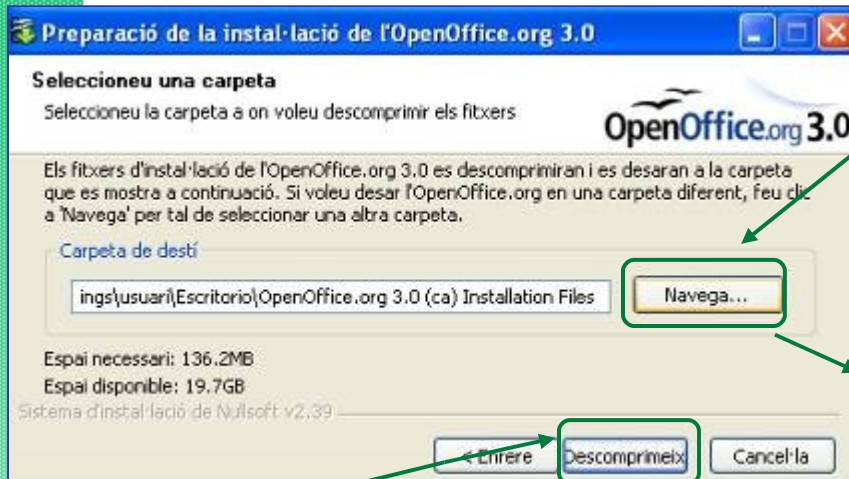 Preparació de la instal·lació de l'OpenOffice.org 3.0
Seleccioneu una carpeta
Seleccioneu la carpeta a on voleu descomprimir els fitxers
OpenOffice.org 3.0
Els fitxers d'instal·lació de l'OpenOffice.org 3.0 es descomprimiran i es desaran a la carpeta
que es mostra a continuació. Si voleu desar l'OpenOffice.org en una carpeta diferent, feu clic
a 'Navega' per tal de seleccionar una altra carpeta.
Carpeta de destí
ings\usuari\Escritorio\OpenOffice.org 3.0 (ca) Installation Files
Navega...
Espai necessari: 136.2MB
Espai disponible: 19.7GB
Sistema d'instal·lació de Nullsoft v2.39
< Enrere
Descomprimeix
Cancel·la